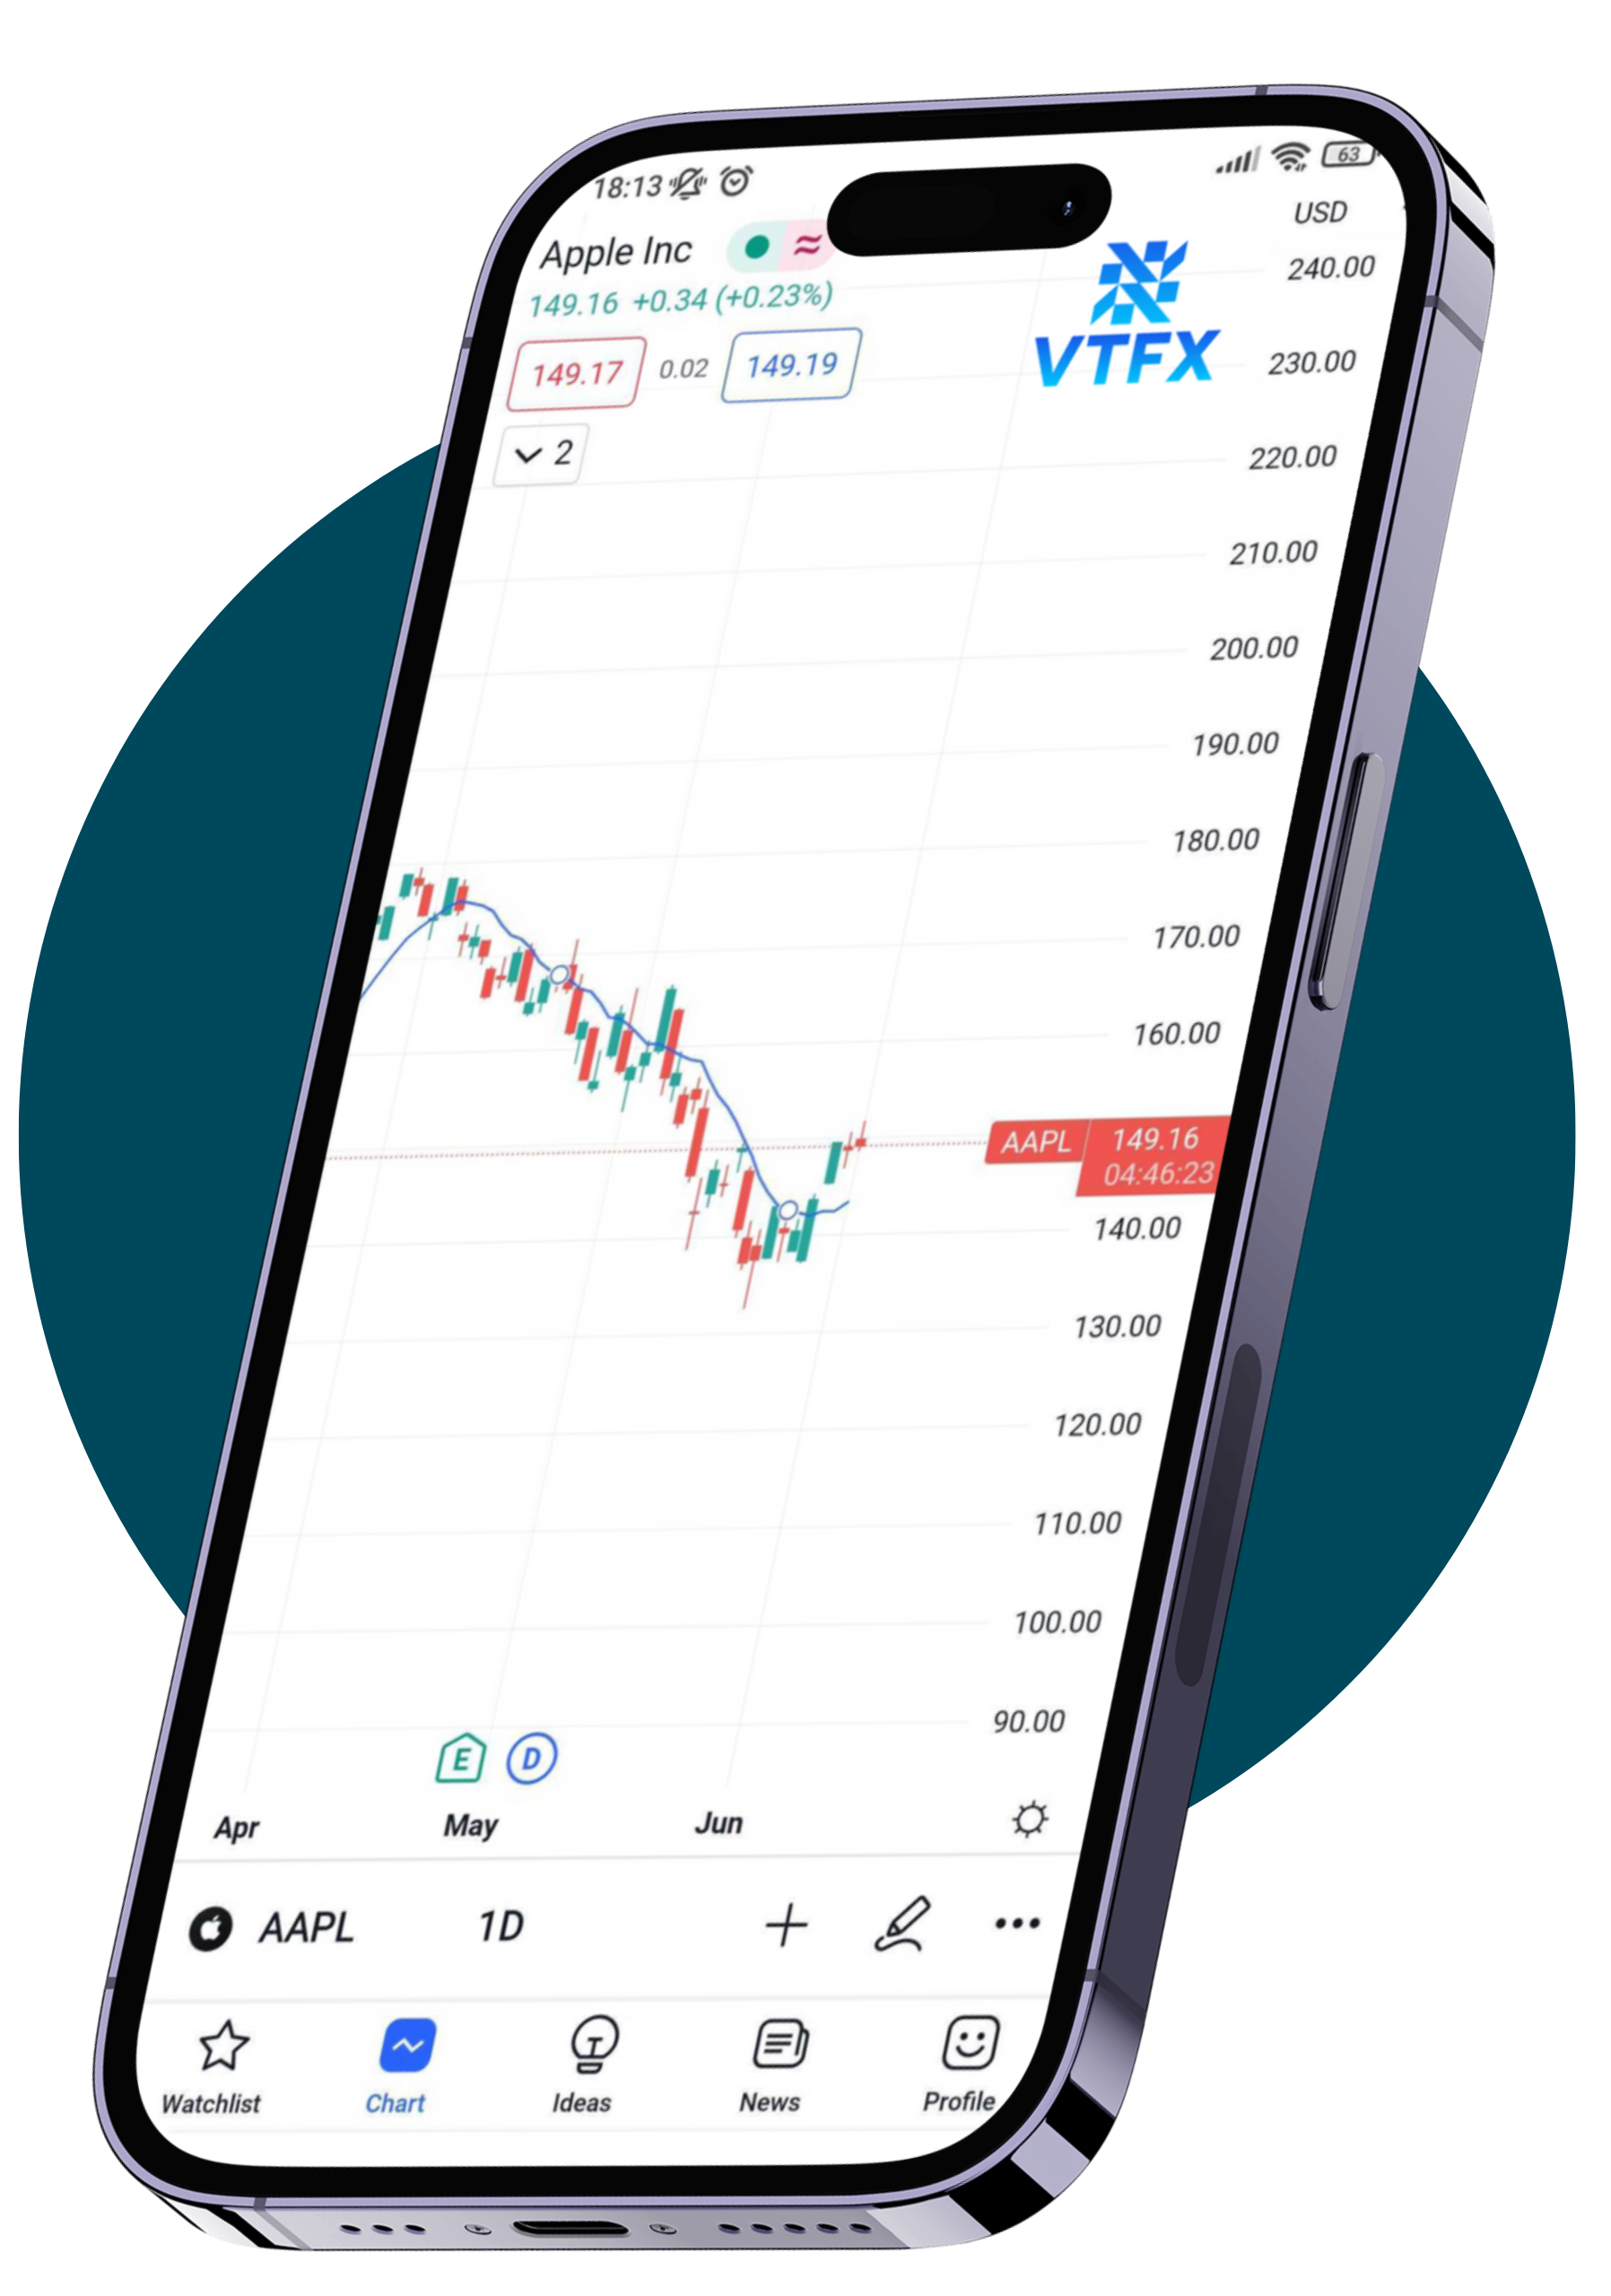 18:13
63
USD
Apple Inc
149.16 +0.34 (+0.23%)
149.17 0.02 149.19
VTFX
2
240.00
230.00
220.00
210.00
200.00
190.00
180.00
170.00
160.00
AAPL 149.16
04:46:23
140.00
130.00
120.00
110.00
100.00
90.00
E D
Apr May Jun
AAPL 1D
Watchlist Chart Ideas News Profile